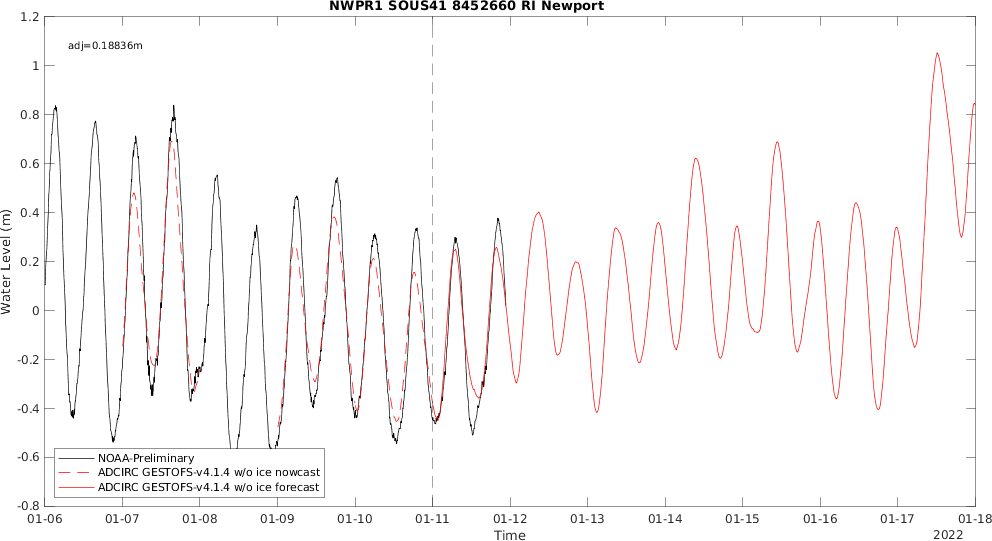 NWPR1 SOUS41 8452660 RI Newport
adj=0.18836m
Water Level (m)
1.2
1
0.8
0.6
0.4
0.2
0
-0.2
-0.4
-0.6
-0.8
NOAA-Preliminary
ADCIRC GESTOFS-v4.1.4 w/o ice nowcast
ADCIRC GESTOFS-v4.1.4 w/o ice forecast
01-06 01-07 01-08 01-09 01-10 01-11 01-12 01-13 01-14 01-15 01-16 01-17 01-18
Time
2022